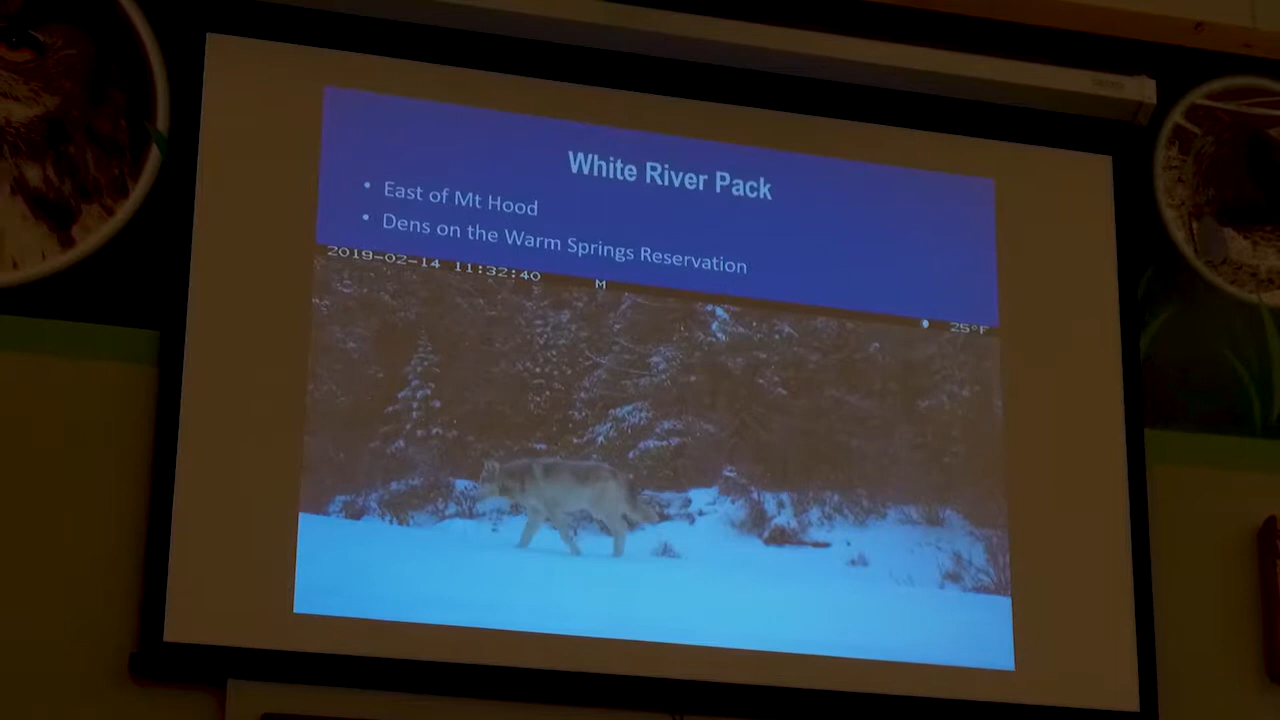 White River Pack
• East of Mt Hood
• Dens on the Warm Springs Reservation
2019-02-14 11:32:40 M 25°F